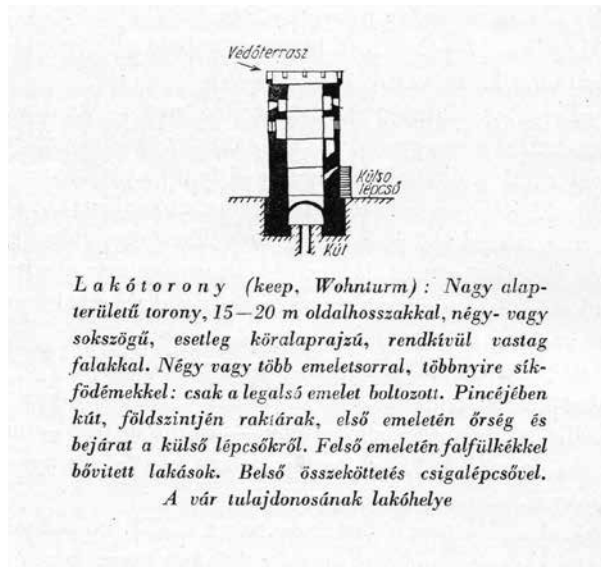 Védőterrasz
Külső
lépcső
Kút
Lakótorony (keep, Wohnturm): Nagy alap-
területű torony, 15—20 m oldalhosszakkal, négy- vagy
sokszögű, esetleg köralaprajzú, rendkívül vastag
falakkal. Négy vagy több emeletsorral, többnyire sík-
födémekkel: csak a legalsó emelet boltozott. Pincéjében
kút, földszintjén raktárak, első emeletén őrség és
bejárat a külső lépcsőkről. Felső emeletén falfülkékkel
bővitett lakások. Belső összeköttetés csigalépcsővel.
A vár tulajdonosának lakóhelye